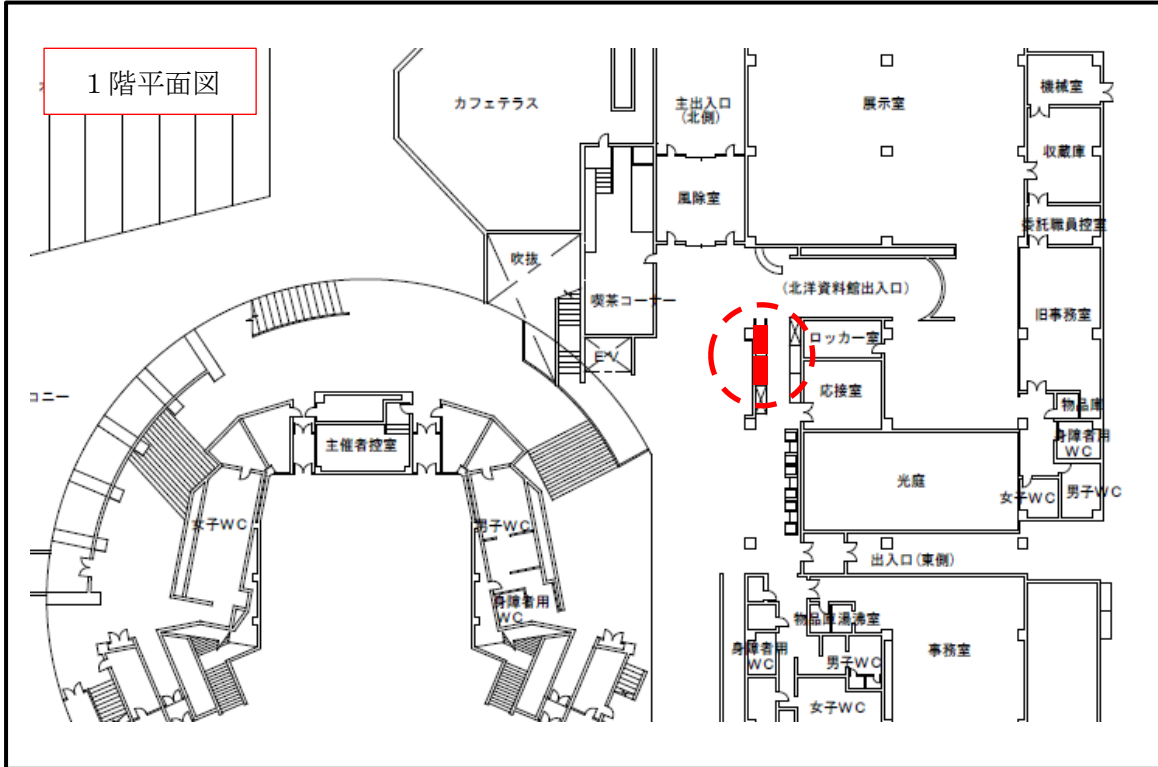 １階平面図
カフェテラス
主出入口
(北側)
展示室
機械室
収蔵庫
風除室
委託職員控室
吹抜
(北洋資料館出入口)
喫茶コーナー
旧事務室
ロッカー室
EV
応接室
コニー
物品庫
主催者控室
身障者用
WC
光庭
女子WC
男子WC
女子WC
男子WC
出入口(東側)
身障者用
WC
物品庫
湯沸室
身障者用
WC
男子WC
事務室
女子WC